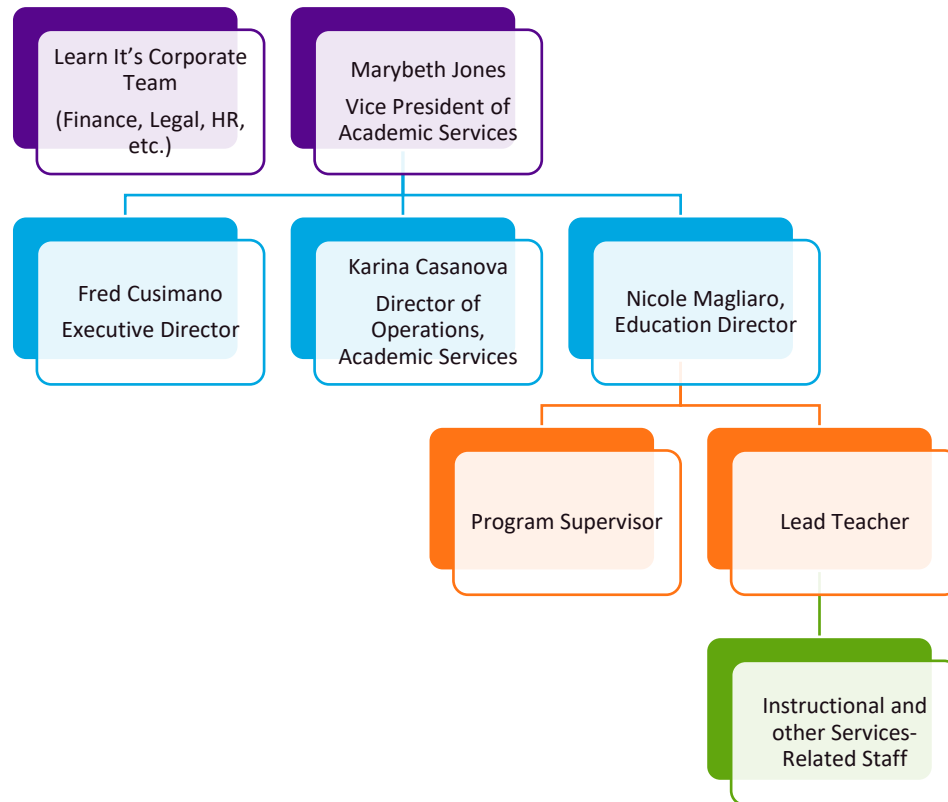 Learn It’s Corporate
Team
(Finance, Legal, HR,
etc.)
Marybeth Jones
Vice President of
Academic Services
Fred Cusimano
Executive Director
Karina Casanova
Director of
Operations,
Academic Services
Nicole Magliaro,
Education Director
Program Supervisor
Lead Teacher
Instructional and
other Services-
Related Staff